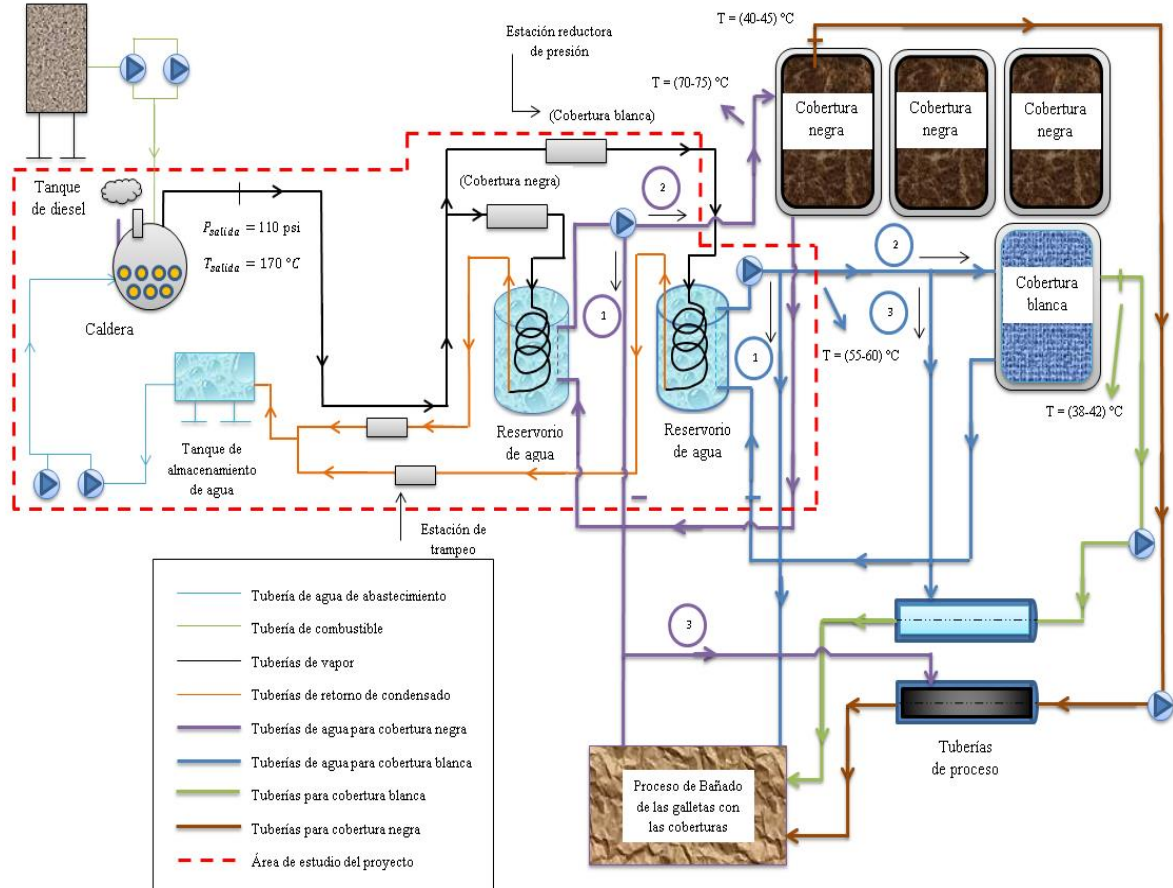 T = (40-45) °C
Estación reductora
de presión
T = (70-75) °C
Cobertura
negra
Cobertura
negra
Cobertura
negra
(Cobertura blanca)
Tanque
de diesel
(Cobertura negra)
2
P_salida = 110 psi
T_salida = 170 °C
Caldera
1
2
3
1
Cobertura
blanca
T = (55-60) °C
T = (38-42) °C
Reservorio
de agua
Reservorio
de agua
Tanque de
almacenamiento
de agua
Estación de
trampeo
Tubería de agua de abastecimiento
Tubería de combustible
Tuberías de vapor
Tuberías de retorno de condensado
Tuberías de agua para cobertura negra
Tuberías de agua para cobertura blanca
Tuberías para cobertura blanca
Tuberías para cobertura negra
Área de estudio del proyecto
3
Tuberías
de proceso
Proceso de Bañado
de las galletas con
las coberturas